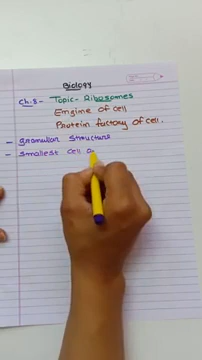 Biology
Ch.8- Topic- Ribosomes
Engine of cell
Protein factory of cell.
- Granular Structure
- Smallest cell o